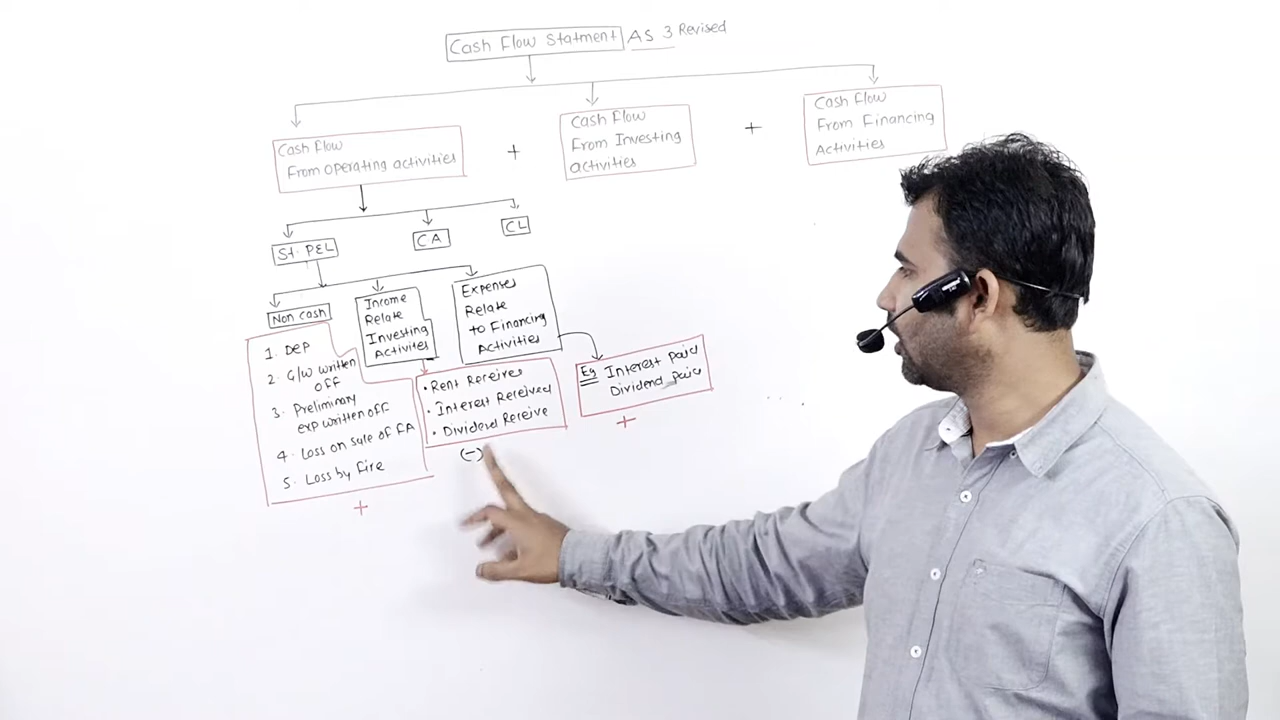 Cash Flow Statment AS 3 Revised
Cash Flow
From operating activities
+
Cash Flow
From Investing
activities
+
Cash Flow
From Financing
Activities
St. P&L
CA
CL
Non cash
1. DEP
2. G/w written
off
3. Preliminary
exp written off
4. Loss on sale of FA
5. Loss by Fire
+
Income
Relate
Investing
Activites
• Rent Receives
• Interest Received
• Dividend Receive
(-)
Expenses
Relate
to Financing
Activities
Eg Interest paid
Dividend paid
+